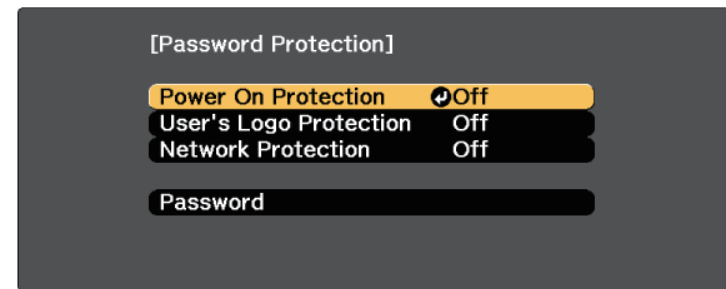 [Password Protection]
Power On Protection Off
User's Logo Protection Off
Network Protection Off
Password